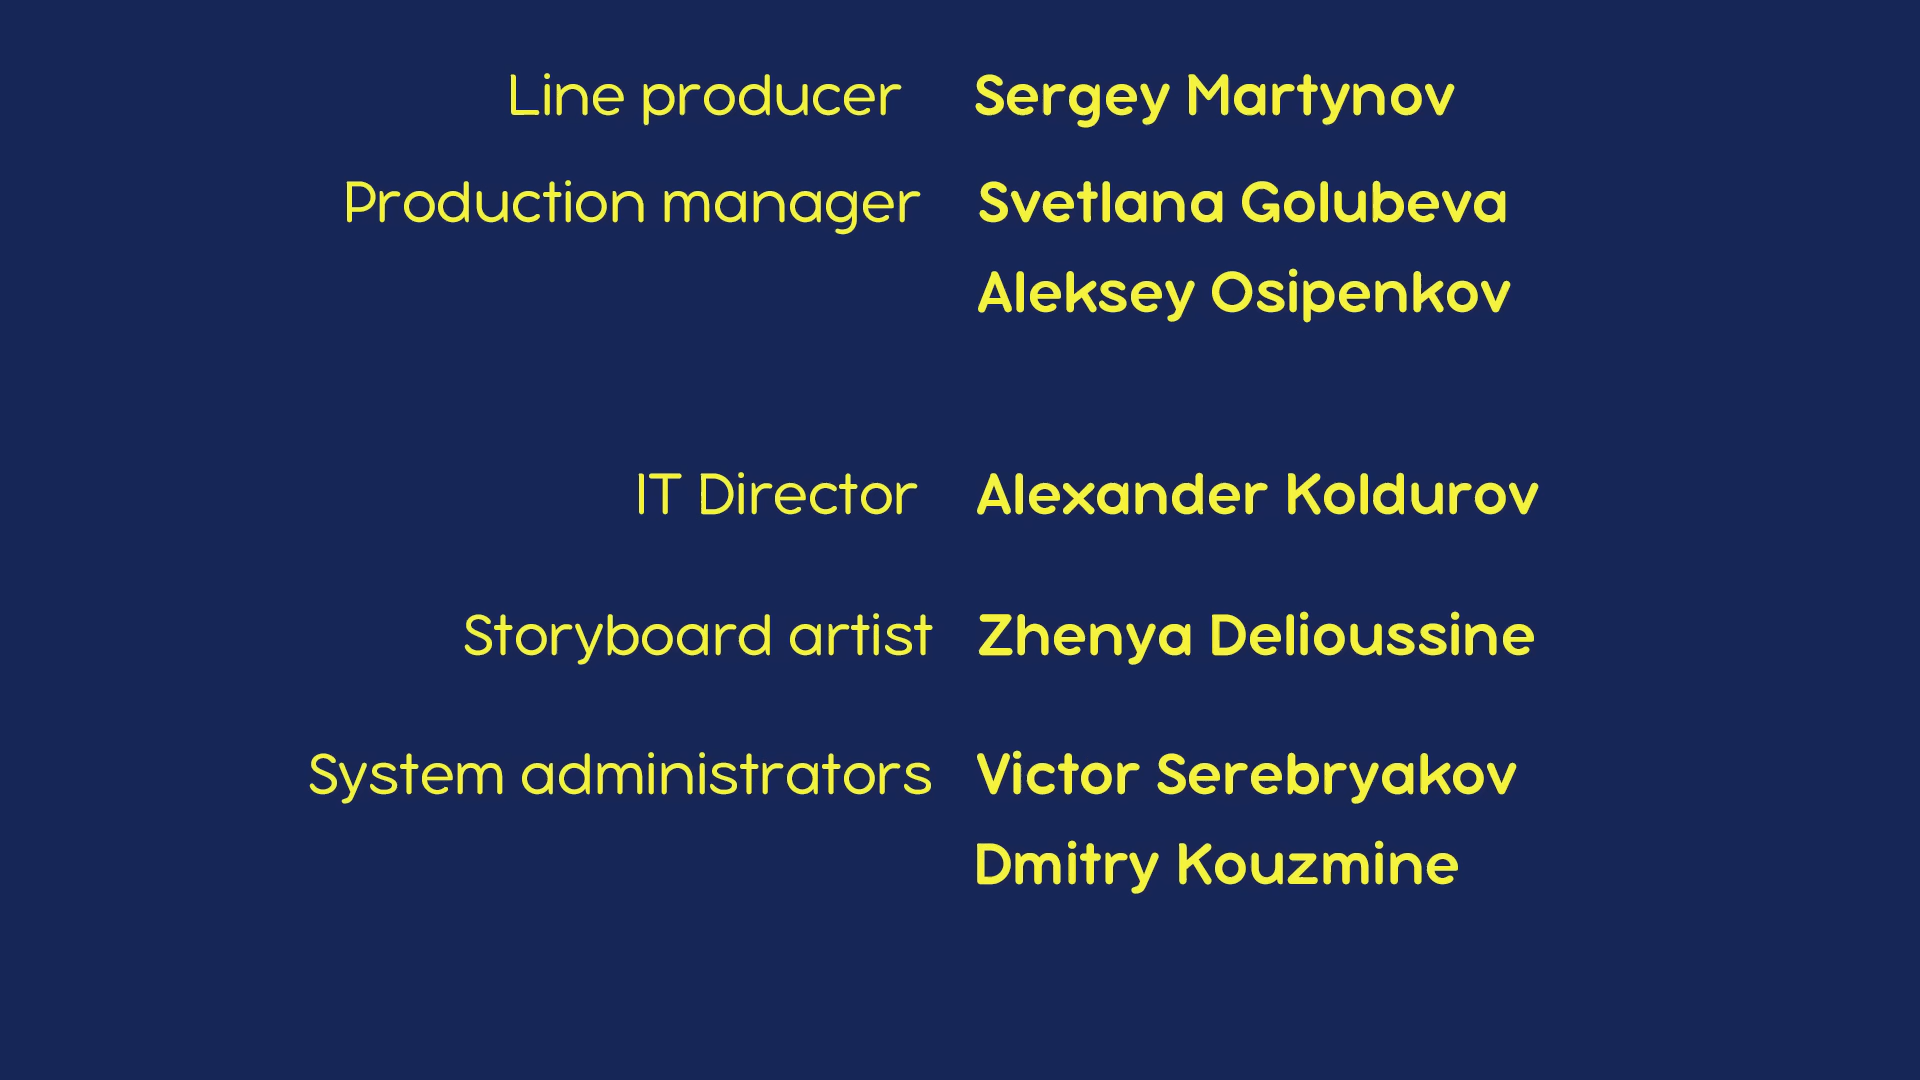 Line producer Sergey Martynov
Production manager Svetlana Golubeva
Aleksey Osipenkov
IT Director Alexander Koldurov
Storyboard artist Zhenya Delioussine
System administrators Victor Serebryakov
Dmitry Kouzmine